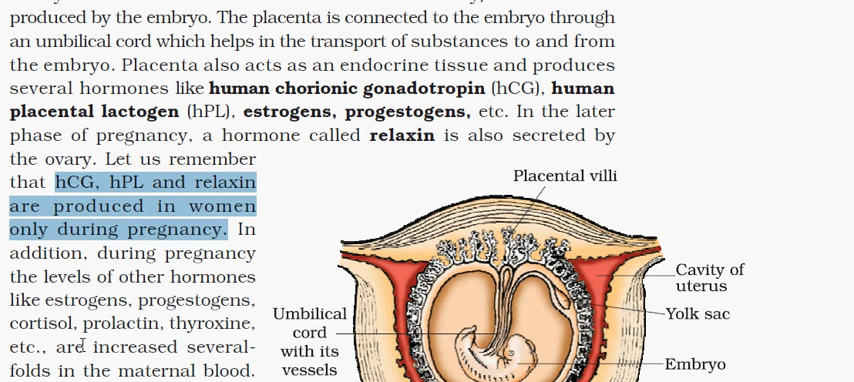 produced by the embryo. The placenta is connected to the embryo through
an umbilical cord which helps in the transport of substances to and from
the embryo. Placenta also acts as an endocrine tissue and produces
several hormones like human chorionic gonadotropin (hCG), human
placental lactogen (hPL), estrogens, progestogens, etc. In the later
phase of pregnancy, a hormone called relaxin is also secreted by
the ovary. Let us remember
that hCG, hPL and relaxin
are produced in women
only during pregnancy. In
addition, during pregnancy
the levels of other hormones
like estrogens, progestogens,
cortisol, prolactin, thyroxine,
etc., are increased several-
folds in the maternal blood.
Placental villi
Cavity of
uterus
Yolk sac
Embryo
Umbilical
cord
with its
vessels